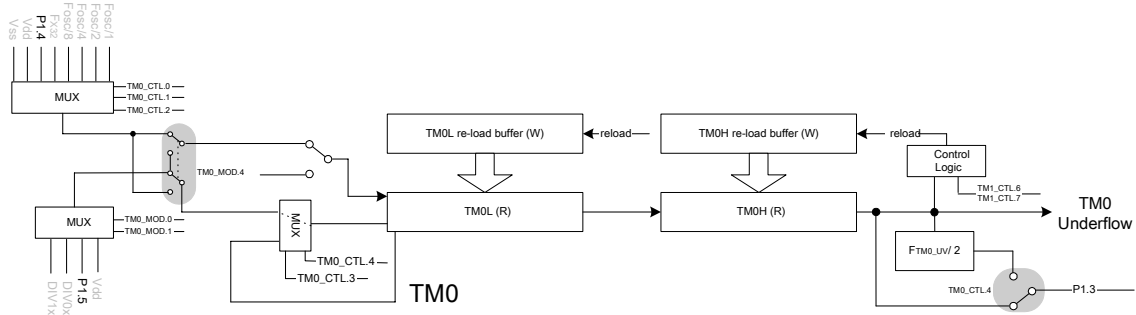 Vss
Vdd
P1.4
Fx32
Fosc/8
Fosc/4
Fosc/2
Fosc/1
MUX
TM0_CTL.0
TM0_CTL.1
TM0_CTL.2
TM0L re-load buffer (W)
reload
TM0H re-load buffer (W)
reload
Control
Logic
TM0_MOD.4
TM1_CTL.6
TM1_CTL.7
TM0L (R)
TM0H (R)
TM0
Underflow
MUX
TM0_MOD.0
TM0_MOD.1
MUX
TM0_CTL.4
TM0_CTL.3
FTM0_UV/ 2
TM0_CTL.4
P1.3
DIV1x
DIV0x
P1.5
Vdd
TM0